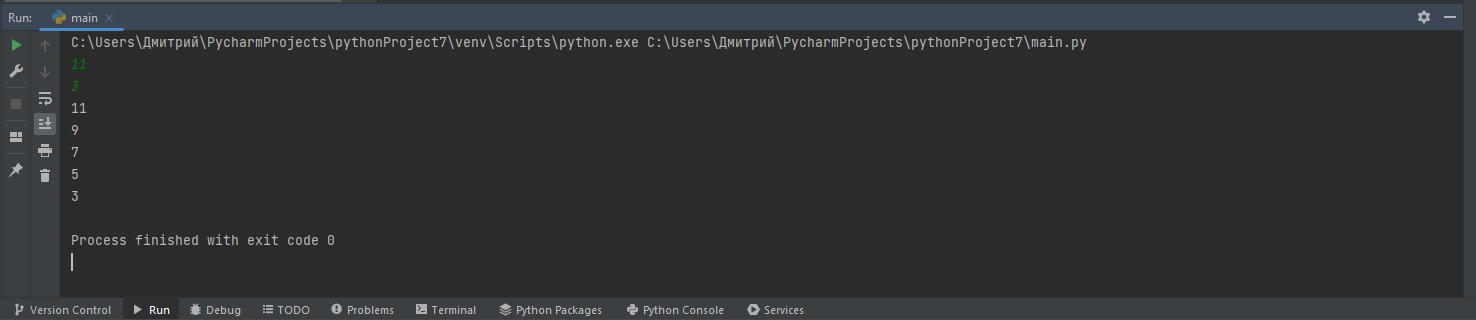 Run: main
C:\Users\Дмитрий\PycharmProjects\pythonProject7\venv\Scripts\python.exe C:\Users\Дмитрий\PycharmProjects\pythonProject7\main.py
11
3
11
9
7
5
3
Process finished with exit code 0
Version Control Run Debug TODO Problems Terminal Python Packages Python Console Services